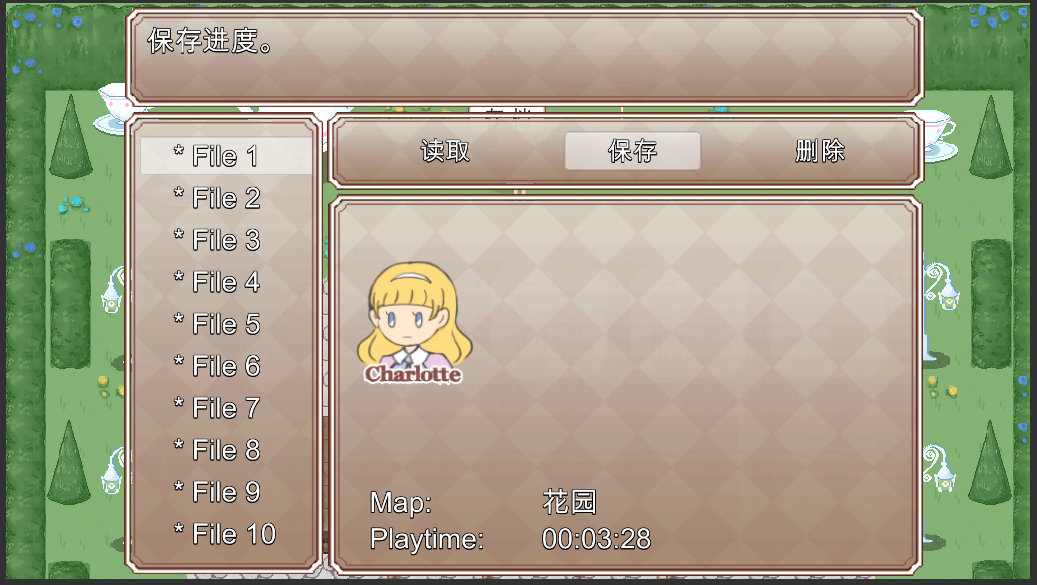 保存进度。
* File 1
* File 2
* File 3
* File 4
* File 5
* File 6
* File 7
* File 8
* File 9
* File 10
读取 保存 删除
Charlotte
Map: 花园
Playtime: 00:03:28